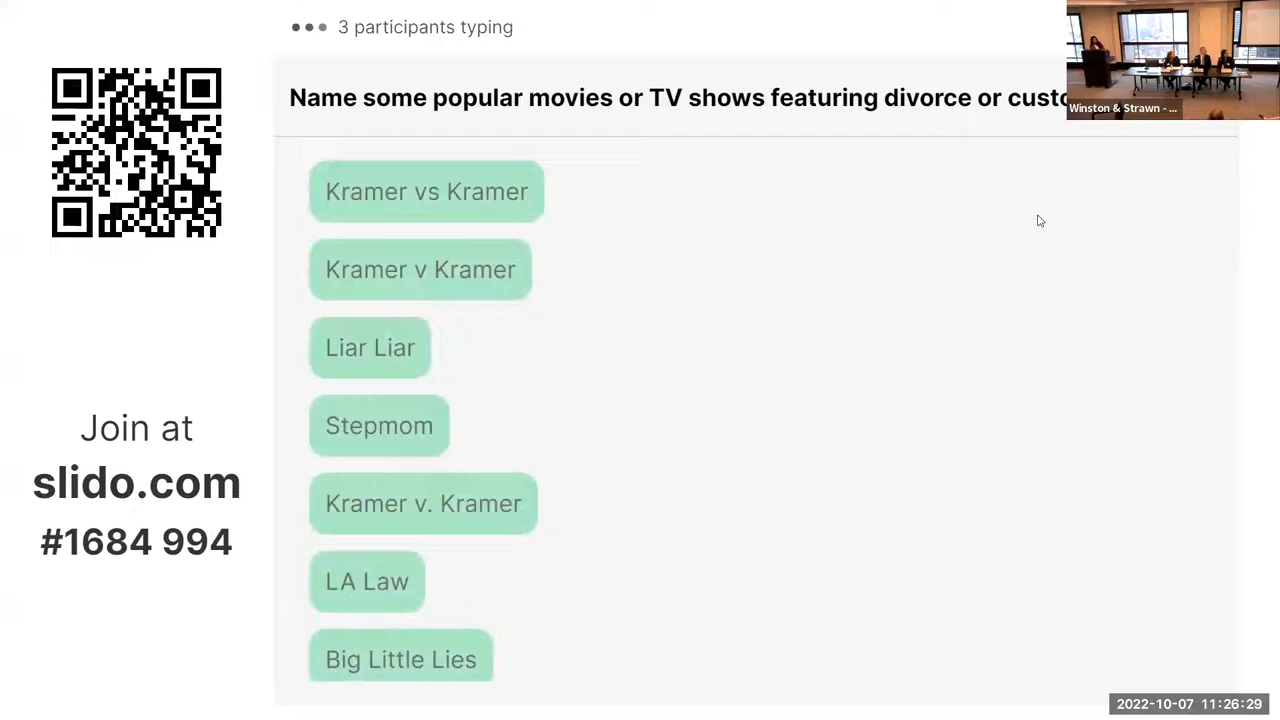 3 participants typing
Name some popular movies or TV shows featuring divorce or custo
Winston & Strawn - ...
Kramer vs Kramer
Kramer v Kramer
Liar Liar
Stepmom
Kramer v. Kramer
LA Law
Big Little Lies
Join at
slido.com
#1684 994
2022-10-07 11:26:29